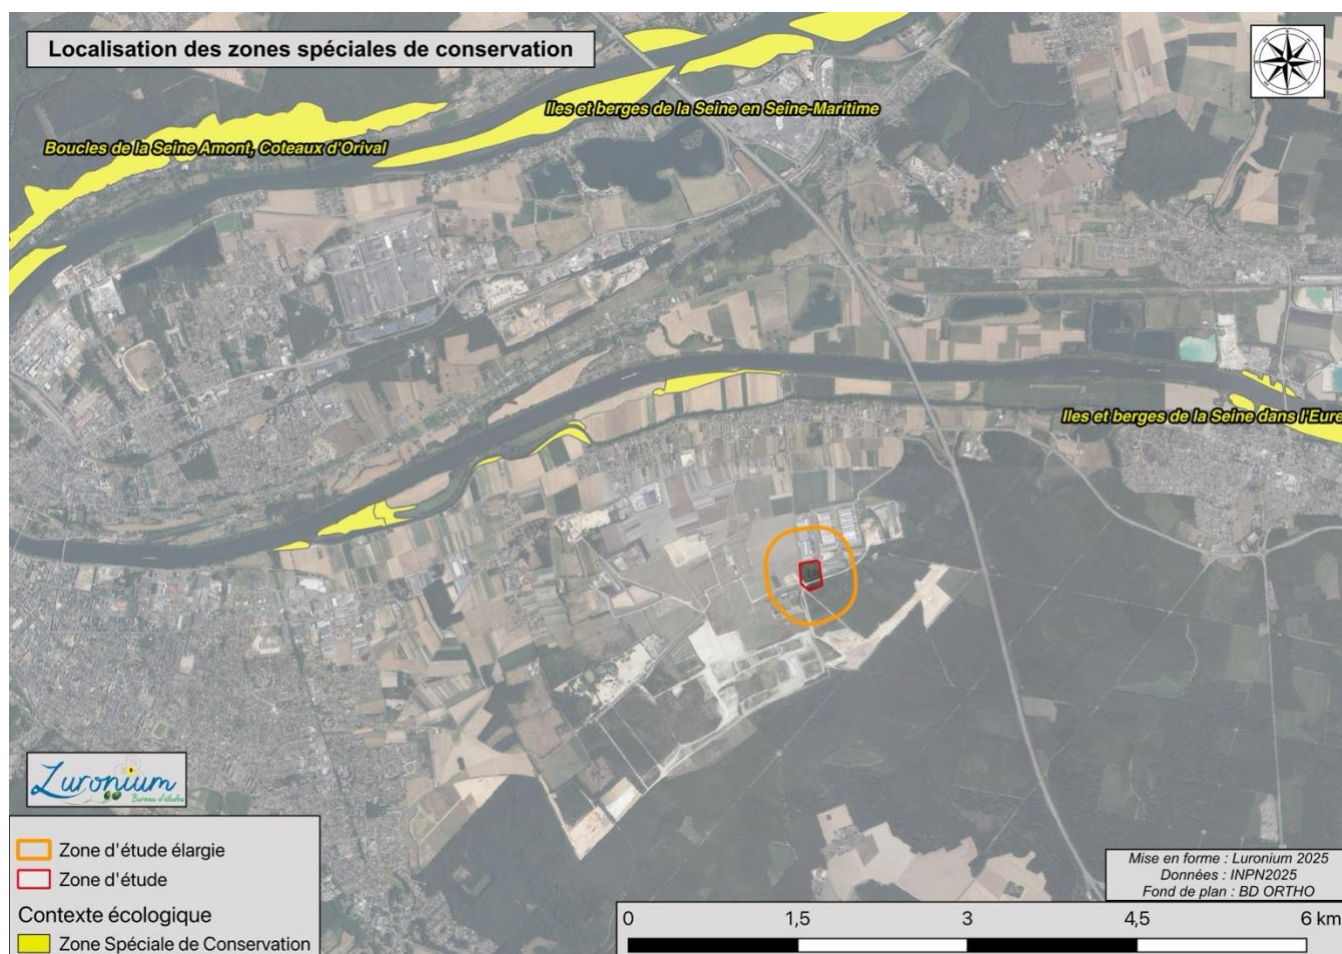 Localisation des zones spéciales de conservation
Iles et berges de la Seine en Seine-Maritime
Boucles de la Seine Amont, Coteaux d'Orival
Iles et berges de la Seine dans l'Eure
Luronium
Bureau d'études
Zone d'étude élargie
Zone d'étude
Contexte écologique
Zone Spéciale de Conservation
Mise en forme : Luronium 2025
Données : INPN2025
Fond de plan : BD ORTHO
0 1,5 3 4,5 6 km